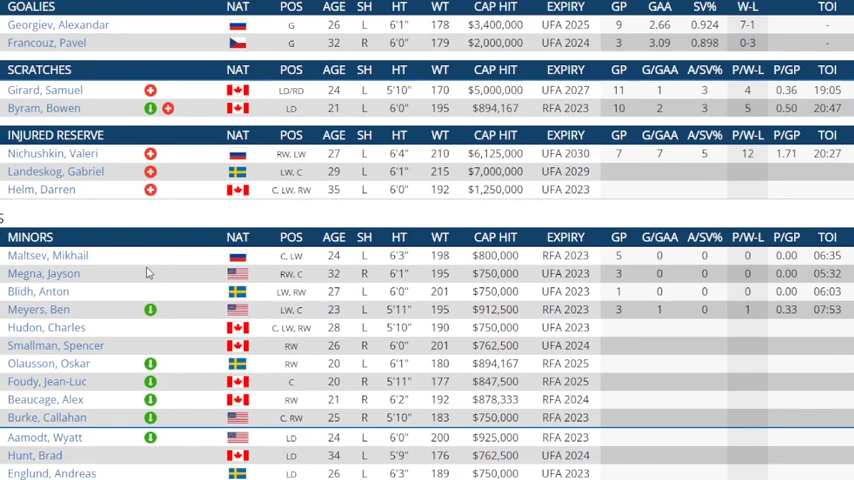 GOALIES NAT POS AGE SH HT WT CAP HIT EXPIRY GP GAA SV% W-L TOI
Georgiev, Alexandar G 26 L 6'1" 178 $3,400,000 UFA 2025 9 2.66 0.924 7-1 -
Francouz, Pavel G 32 R 6'0" 179 $2,000,000 UFA 2024 3 3.09 0.898 0-3 -
SCRATCHES NAT POS AGE SH HT WT CAP HIT EXPIRY GP G/GAA A/SV% P/W-L P/GP TOI
Girard, Samuel LD/RD 24 L 5'10" 170 $5,000,000 UFA 2027 11 1 3 4 0.36 19:05
Byram, Bowen LD 21 L 6'0" 195 $894,167 RFA 2023 10 2 3 5 0.50 20:47
INJURED RESERVE NAT POS AGE SH HT WT CAP HIT EXPIRY GP G/GAA A/SV% P/W-L P/GP TOI
Nichushkin, Valeri RW, LW 27 L 6'4" 210 $6,125,000 UFA 2030 7 7 5 12 1.71 20:27
Landeskog, Gabriel LW, C 29 L 6'1" 215 $7,000,000 UFA 2029
Helm, Darren C, LW, RW 35 L 6'0" 192 $1,250,000 UFA 2023
S
MINORS NAT POS AGE SH HT WT CAP HIT EXPIRY GP G/GAA A/SV% P/W-L P/GP TOI
Maltsev, Mikhail C, LW 24 L 6'3" 198 $800,000 RFA 2023 5 0 0 0 0.00 06:35
Megna, Jayson RW, C 32 R 6'1" 195 $750,000 UFA 2023 3 0 0 0 0.00 05:32
Blidh, Anton LW, RW 27 L 6'0" 201 $750,000 UFA 2023 1 0 0 0 0.00 06:03
Meyers, Ben LW, C 23 L 5'11" 195 $912,500 RFA 2023 3 1 0 1 0.33 07:53
Hudon, Charles C, LW, RW 28 L 5'10" 190 $750,000 UFA 2023
Smallman, Spencer RW 26 R 6'0" 201 $762,500 UFA 2024
Olausson, Oskar RW 20 L 6'1" 180 $894,167 RFA 2025
Foudy, Jean-Luc C 20 R 5'11" 177 $847,500 RFA 2025
Beaucage, Alex RW 21 R 6'2" 192 $878,333 RFA 2024
Burke, Callahan C, RW 25 R 5'10" 183 $750,000 RFA 2023
Aamodt, Wyatt LD 24 L 6'0" 200 $925,000 RFA 2023
Hunt, Brad LD 34 L 5'9" 176 $762,500 UFA 2024
Englund, Andreas LD 26 L 6'3" 189 $750,000 UFA 2023